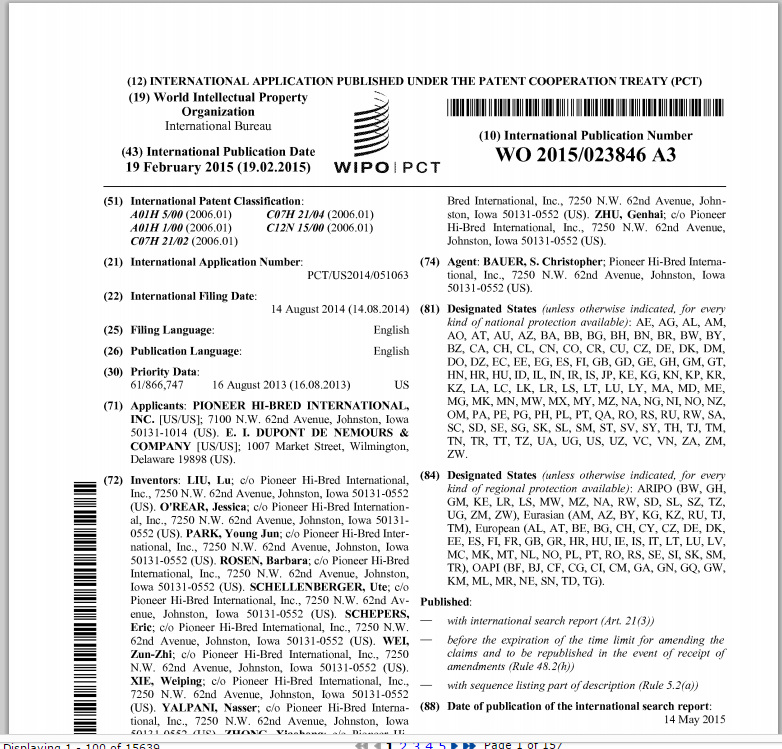 (12) INTERNATIONAL APPLICATION PUBLISHED UNDER THE PATENT COOPERATION TREATY (PCT)
(19) World Intellectual Property
Organization
International Bureau
(43) International Publication Date
19 February 2015 (19.02.2015)
WIPO | PCT
(10) International Publication Number
WO 2015/023846 A3
(51) International Patent Classification:
A01H 5/00 (2006.01) C07H 21/04 (2006.01)
A01H 1/00 (2006.01) C12N 15/00 (2006.01)
C07H 21/02 (2006.01)
(21) International Application Number:
PCT/US2014/051063
(22) International Filing Date:
14 August 2014 (14.08.2014)
(25) Filing Language: English
(26) Publication Language: English
(30) Priority Data:
61/866,747 16 August 2013 (16.08.2013) US
(71) Applicants: PIONEER HI-BRED INTERNATIONAL,
INC. [US/US]; 7100 N.W. 62nd Avenue, Johnston, Iowa
50131-1014 (US). E. I. DUPONT DE NEMOURS &
COMPANY [US/US]; 1007 Market Street, Wilmington,
Delaware 19898 (US).
(72) Inventors: LIU, Lu; c/o Pioneer Hi-Bred International,
Inc., 7250 N.W. 62nd Avenue, Johnston, Iowa 50131-0552
(US). O'REAR, Jessica; c/o Pioneer Hi-Bred Internation-
al, Inc., 7250 N.W. 62nd Avenue, Johnston, Iowa 50131-
0552 (US). PARK, Young Jun; c/o Pioneer Hi-Bred Inter-
national, Inc., 7250 N.W. 62nd Avenue, Johnston, Iowa
50131-0552 (US). ROSEN, Barbara; c/o Pioneer Hi-Bred
International, Inc., 7250 N.W. 62nd Avenue, Johnston,
Iowa 50131-0552 (US). SCHELLENBERGER, Ute; c/o
Pioneer Hi-Bred International, Inc., 7250 N.W. 62nd Av-
enue, Johnston, Iowa 50131-0552 (US). SCHEPERS,
Eric; c/o Pioneer Hi-Bred International, Inc., 7250 N.W.
62nd Avenue, Johnston, Iowa 50131-0552 (US). WEI,
Zun-Zhi; c/o Pioneer Hi-Bred International, Inc., 7250
N.W. 62nd Avenue, Johnston, Iowa 50131-0552 (US).
XIE, Weiping; c/o Pioneer Hi-Bred International, Inc.,
7250 N.W. 62nd Avenue, Johnston, Iowa 50131-0552
(US). YALPANI, Nasser; c/o Pioneer Hi-Bred Interna-
tional, Inc., 7250 N.W. 62nd Avenue, Johnston, Iowa
50131-0552 (US). ZHONG, Xiaohong; c/o Pioneer Hi-
Bred International, Inc., 7250 N.W. 62nd Avenue, John-
ston, Iowa 50131-0552 (US). ZHU, Genhai; c/o Pioneer
Hi-Bred International, Inc., 7250 N.W. 62nd Avenue,
Johnston, Iowa 50131-0552 (US).
(74) Agent: BAUER, S. Christopher; Pioneer Hi-Bred Interna-
tional, Inc., 7250 N.W. 62nd Avenue, Johnston, Iowa
50131-0552 (US).
(81) Designated States (unless otherwise indicated, for every
kind of national protection available): AE, AG, AL, AM,
AO, AT, AU, AZ, BA, BB, BG, BH, BN, BR, BW, BY,
BZ, CA, CH, CL, CN, CO, CR, CU, CZ, DE, DK, DM,
DO, DZ, EC, EE, EG, ES, FI, GB, GD, GE, GH, GM, GT,
HN, HR, HU, ID, IL, IN, IR, IS, JP, KE, KG, KN, KP, KR,
KZ, LA, LC, LK, LR, LS, LT, LU, LY, MA, MD, ME,
MG, MK, MN, MW, MX, MY, MZ, NA, NG, NI, NO, NZ,
OM, PA, PE, PG, PH, PL, PT, QA, RO, RS, RU, RW, SA,
SC, SD, SE, SG, SK, SL, SM, ST, SV, SY, TH, TJ, TM,
TN, TR, TT, TZ, UA, UG, US, UZ, VC, VN, ZA, ZM,
ZW.
(84) Designated States (unless otherwise indicated, for every
kind of regional protection available): ARIPO (BW, GH,
GM, KE, LR, LS, MW, MZ, NA, RW, SD, SL, SZ, TZ,
UG, ZM, ZW), Eurasian (AM, AZ, BY, KG, KZ, RU, TJ,
TM), European (AL, AT, BE, BG, CH, CY, CZ, DE, DK,
EE, ES, FI, FR, GB, GR, HR, HU, IE, IS, IT, LT, LU, LV,
MC, MK, MT, NL, NO, PL, PT, RO, RS, SE, SI, SK, SM,
TR), OAPI (BF, BJ, CF, CG, CI, CM, GA, GN, GQ, GW,
KM, ML, MR, NE, SN, TD, TG).
Published:
— with international search report (Art. 21(3))
— before the expiration of the time limit for amending the
claims and to be republished in the event of receipt of
amendments (Rule 48.2(h))
— with sequence listing part of description (Rule 5.2(a))
(88) Date of publication of the international search report:
14 May 2015
Displaying 1 - 100 of 15639 1 2 3 4 5 Page 1 of 157